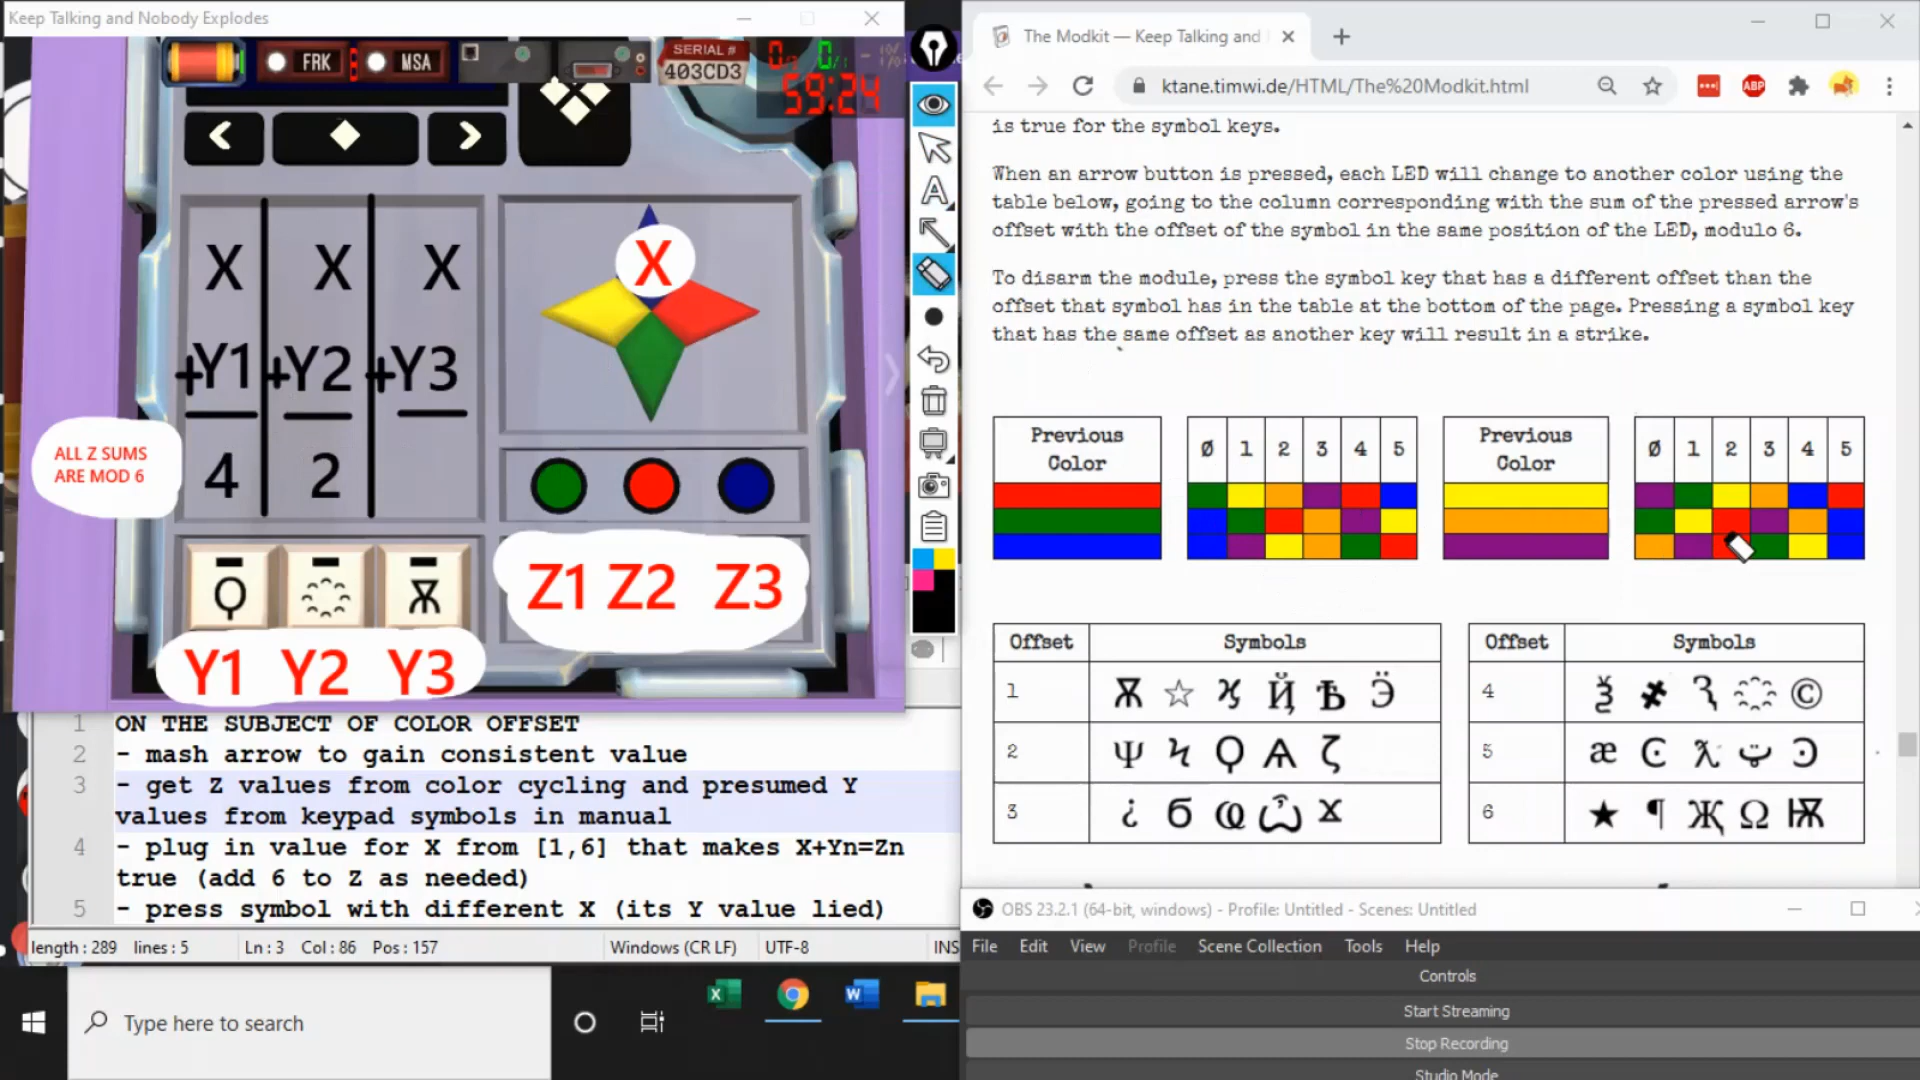 Keep Talking and Nobody Explodes
FRK
MSA
SERIAL #
403CD3
59:24
X X X
+Y1 +Y2 +Y3
4 2
ALL Z SUMS
ARE MOD 6
X
Z1 Z2 Z3
Ϙ ҈ Ѫ
Y1 Y2 Y3
1 ON THE SUBJECT OF COLOR OFFSET
2 - mash arrow to gain consistent value
3 - get Z values from color cycling and presumed Y
values from keypad symbols in manual
4 - plug in value for X from [1,6] that makes X+Yn=Zn
true (add 6 to Z as needed)
5 - press symbol with different X (its Y value lied)
length : 289 lines : 5 Ln : 3 Col : 86 Pos : 157 Windows (CR LF) UTF-8 INS
Type here to search
The Modkit — Keep Talking and
ktane.timwi.de/HTML/The%20Modkit.html
ABP
is true for the symbol keys.
When an arrow button is pressed, each LED will change to another color using the
table below, going to the column corresponding with the sum of the pressed arrow's
offset with the offset of the symbol in the same position of the LED, modulo 6.
To disarm the module, press the symbol key that has a different offset than the
offset that symbol has in the table at the bottom of the page. Pressing a symbol key
that has the same offset as another key will result in a strike.
Previous
Color
0 1 2 3 4 5
Previous
Color
0 1 2 3 4 5
Offset Symbols
1 Ѫ ☆ ϗ Ҋ Ѣ Ӭ
2 Ψ Ϟ Ϙ Ѧ ζ
3 ¿ б Ҩ Ѽ ϰ
Offset Symbols
4 Ѯ ҂ Ԇ ҈ ©
5 æ Ͼ ƛ ټ Ͽ
6 ★ ¶ Җ Ω Ѭ
OBS 23.2.1 (64-bit, windows) - Profile: Untitled - Scenes: Untitled
File Edit View Profile Scene Collection Tools Help
Controls
Start Streaming
Stop Recording
Studio Mode